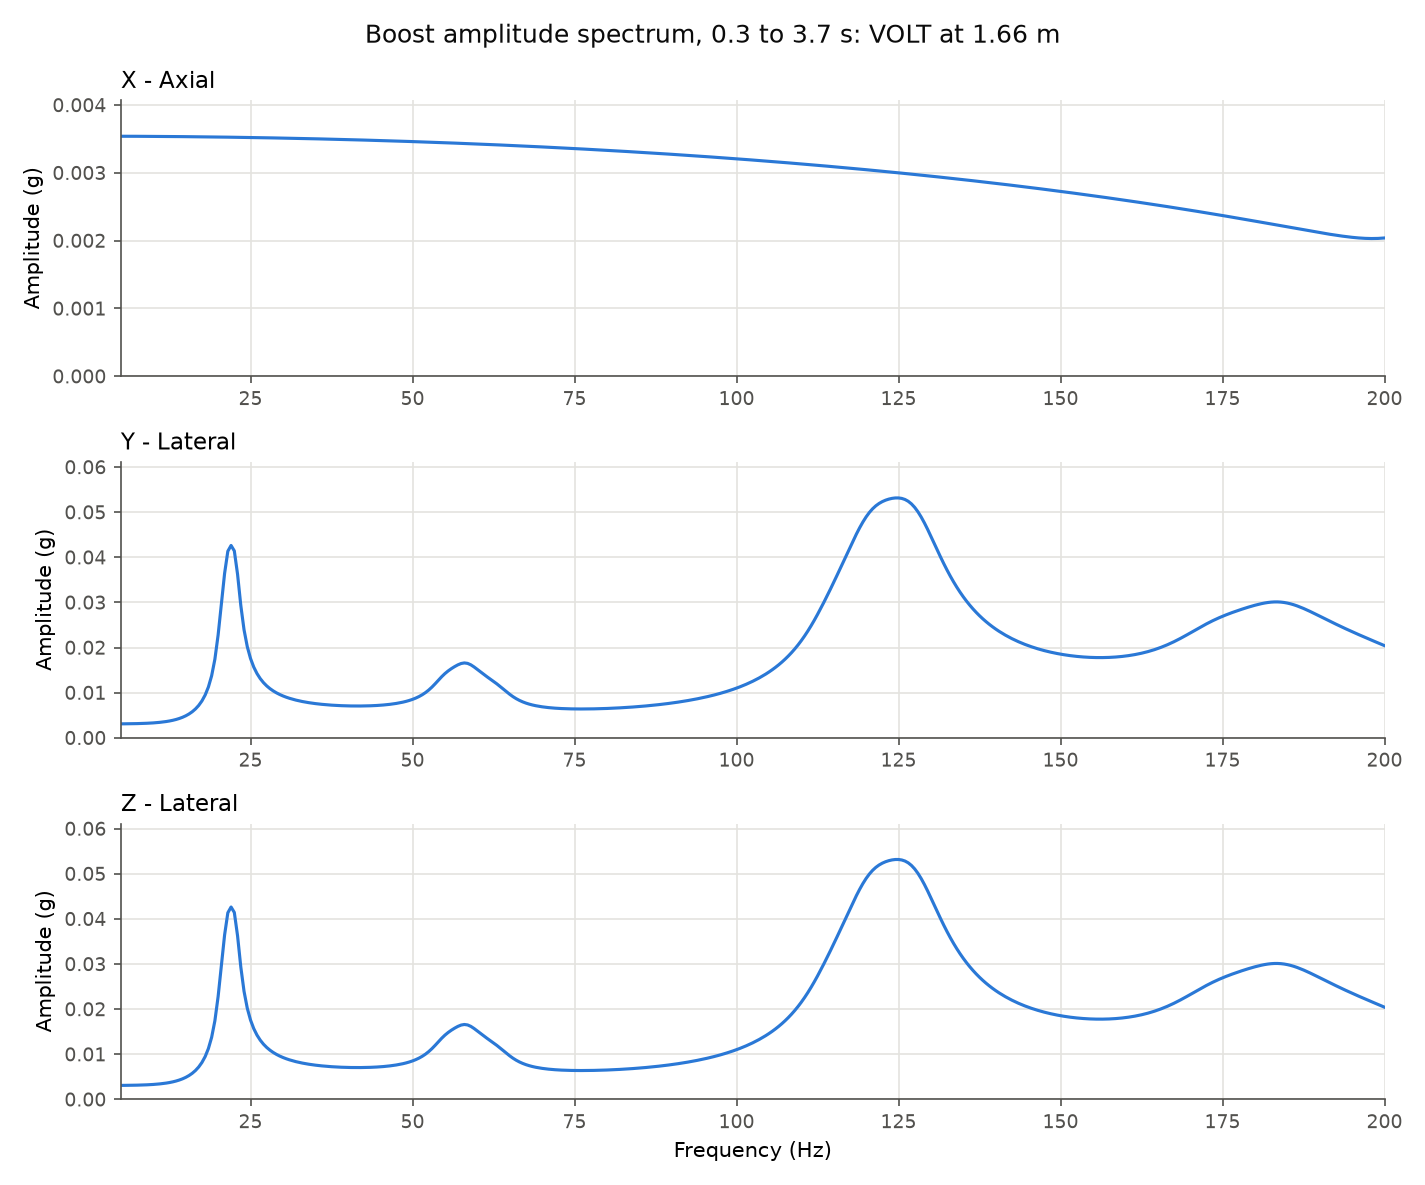 Boost amplitude spectrum, 0.3 to 3.7 s: VOLT at 1.66 m
X - Axial
Amplitude (g)
0.004
0.003
0.002
0.001
0.000
25 50 75 100 125 150 175 200
Y - Lateral
Amplitude (g)
0.06
0.05
0.04
0.03
0.02
0.01
0.00
25 50 75 100 125 150 175 200
Z - Lateral
Amplitude (g)
0.06
0.05
0.04
0.03
0.02
0.01
0.00
25 50 75 100 125 150 175 200
Frequency (Hz)